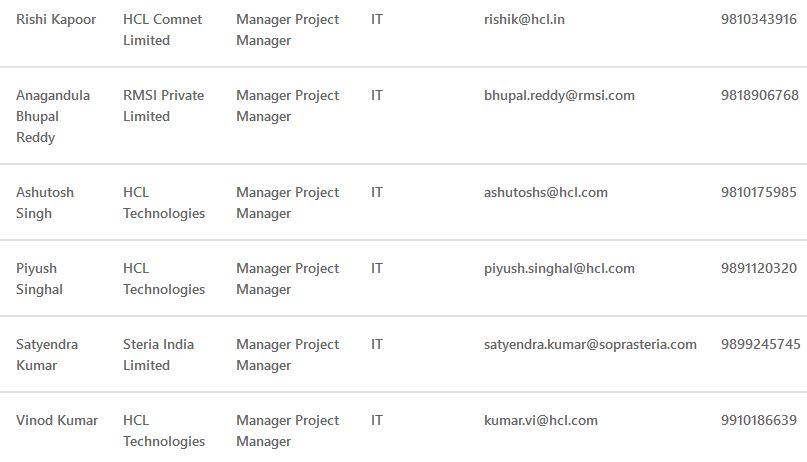 Rishi Kapoor HCL Comnet Manager Project IT rishik@hcl.in 9810343916
Limited Manager
Anagandula RMSI Private Manager Project IT bhupal.reddy@rmsi.com 9818906768
Bhupal Limited Manager
Reddy
Ashutosh HCL Manager Project IT ashutoshs@hcl.com 9810175985
Singh Technologies Manager
Piyush HCL Manager Project IT piyush.singhal@hcl.com 9891120320
Singhal Technologies Manager
Satyendra Steria India Manager Project IT satyendra.kumar@soprasteria.com 9899245745
Kumar Limited Manager
Vinod Kumar HCL Manager Project IT kumar.vi@hcl.com 9910186639
Technologies Manager